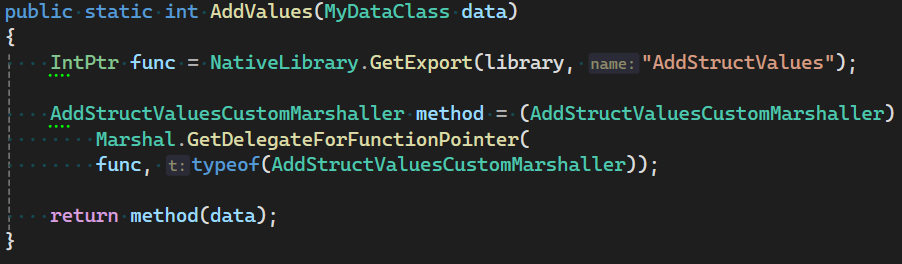 public static int AddValues(MyDataClass data)
{
    IntPtr func = NativeLibrary.GetExport(library, name: "AddStructValues");

    AddStructValuesCustomMarshaller method = (AddStructValuesCustomMarshaller)
        Marshal.GetDelegateForFunctionPointer(
        func, t: typeof(AddStructValuesCustomMarshaller));

    return method(data);
}